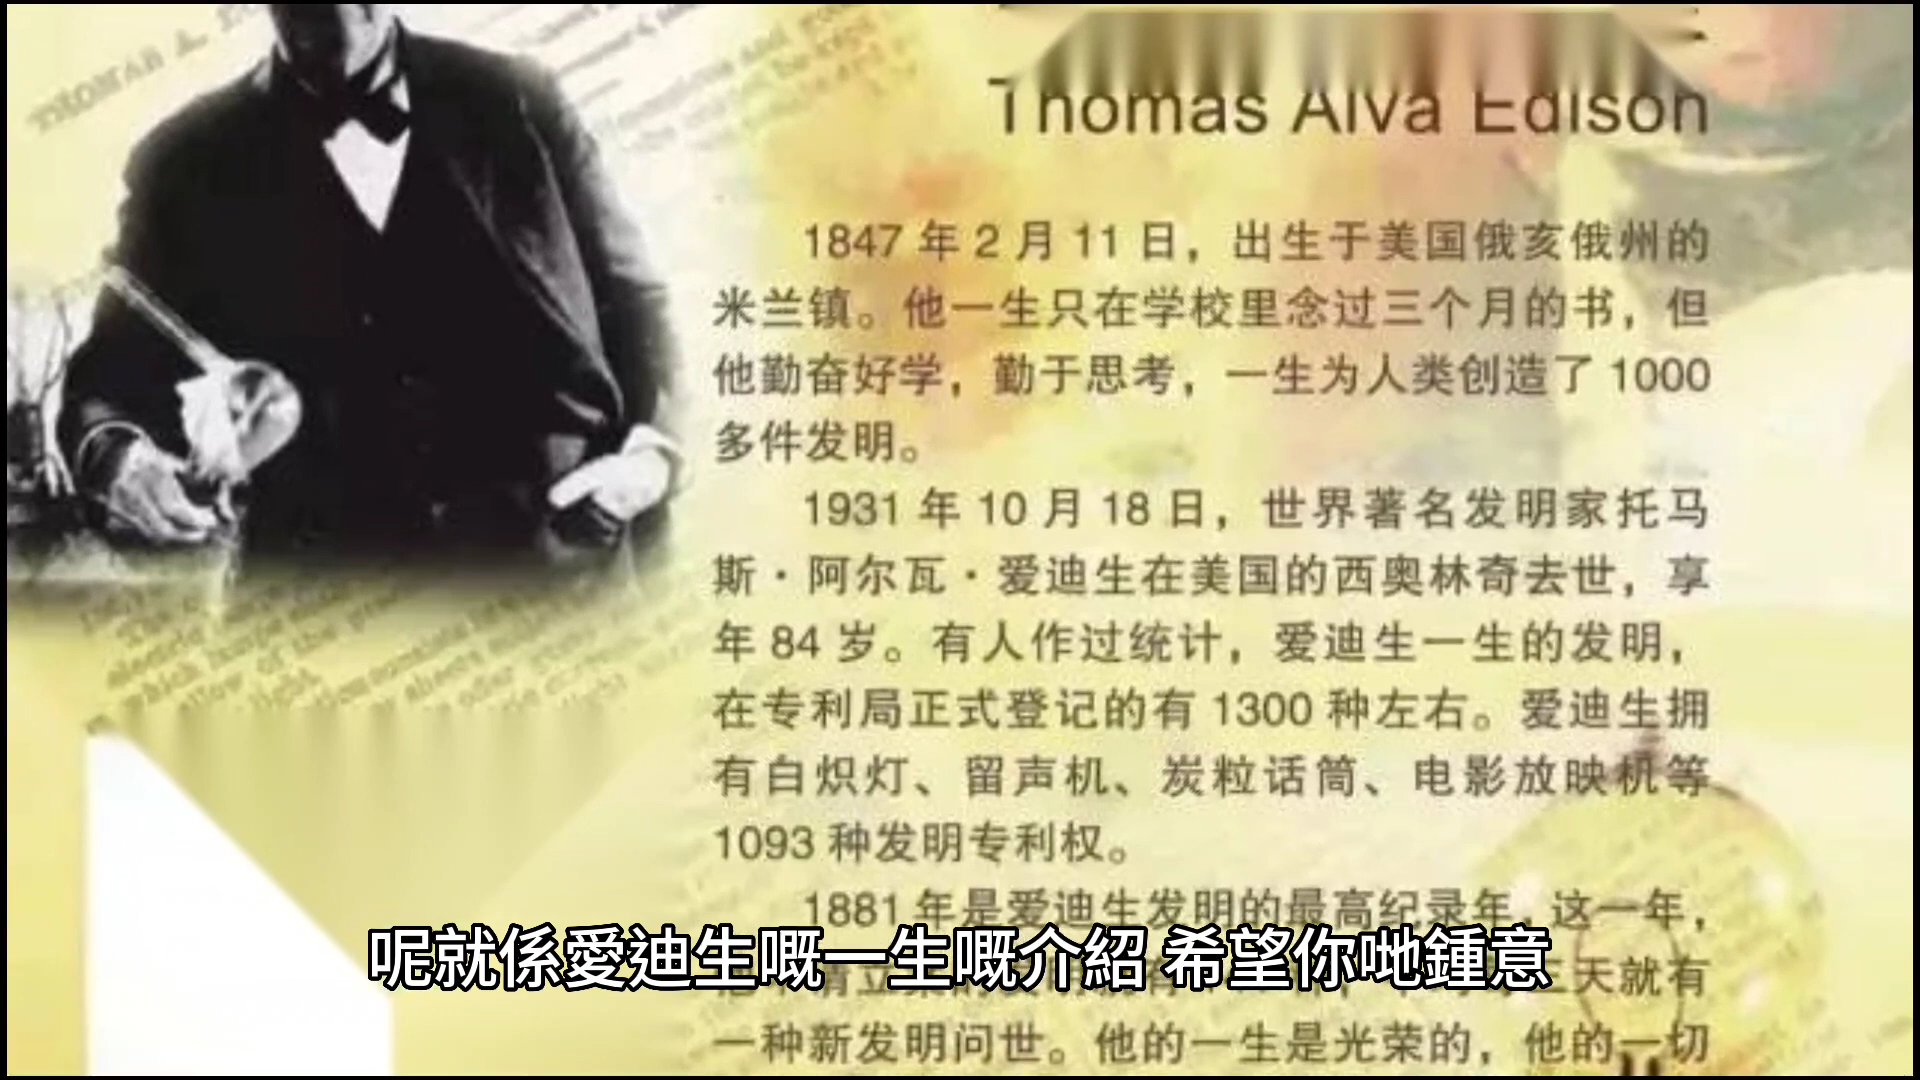 THOMAS A.
Thomas Alva Edison
1847 年 2 月 11 日，出生于美国俄亥俄州的
米兰镇。他一生只在学校里念过三个月的书，但
他勤奋好学，勤于思考，一生为人类创造了 1000
多件发明。
1931 年 10 月 18 日，世界著名发明家托马
斯·阿尔瓦·爱迪生在美国的西奥林奇去世，享
年 84 岁。有人作过统计，爱迪生一生的发明，
在专利局正式登记的有 1300 种左右。爱迪生拥
有白炽灯、留声机、炭粒话筒、电影放映机等
1093 种发明专利权。
1881 年是爱迪生发明的最高纪录年，这一年，
三天就有
一种新发明问世。他的一生是光荣的，他的一切
呢就係愛迪生嘅一生嘅介紹 希望你哋鍾意